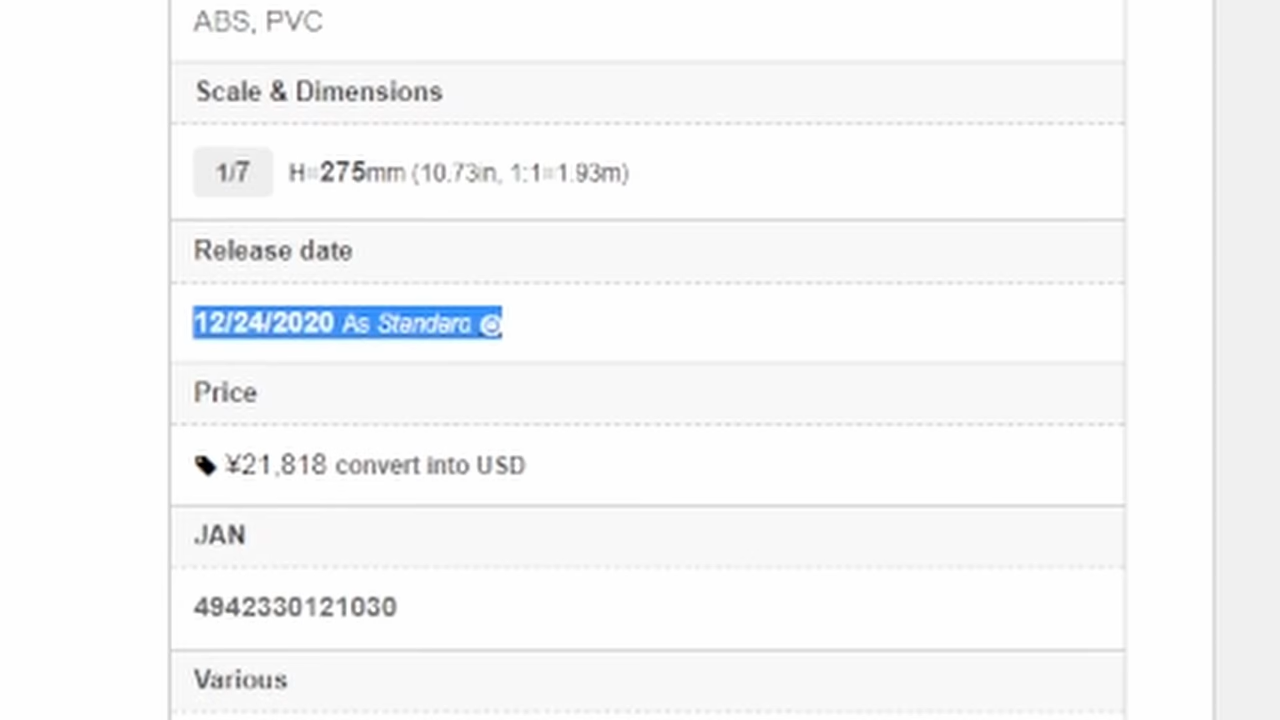 ABS, PVC
Scale & Dimensions
1/7 H=275mm (10.73in, 1:1=1.93m)
Release date
12/24/2020 As Standard
Price
¥21,818 convert into USD
JAN
4942330121030
Various